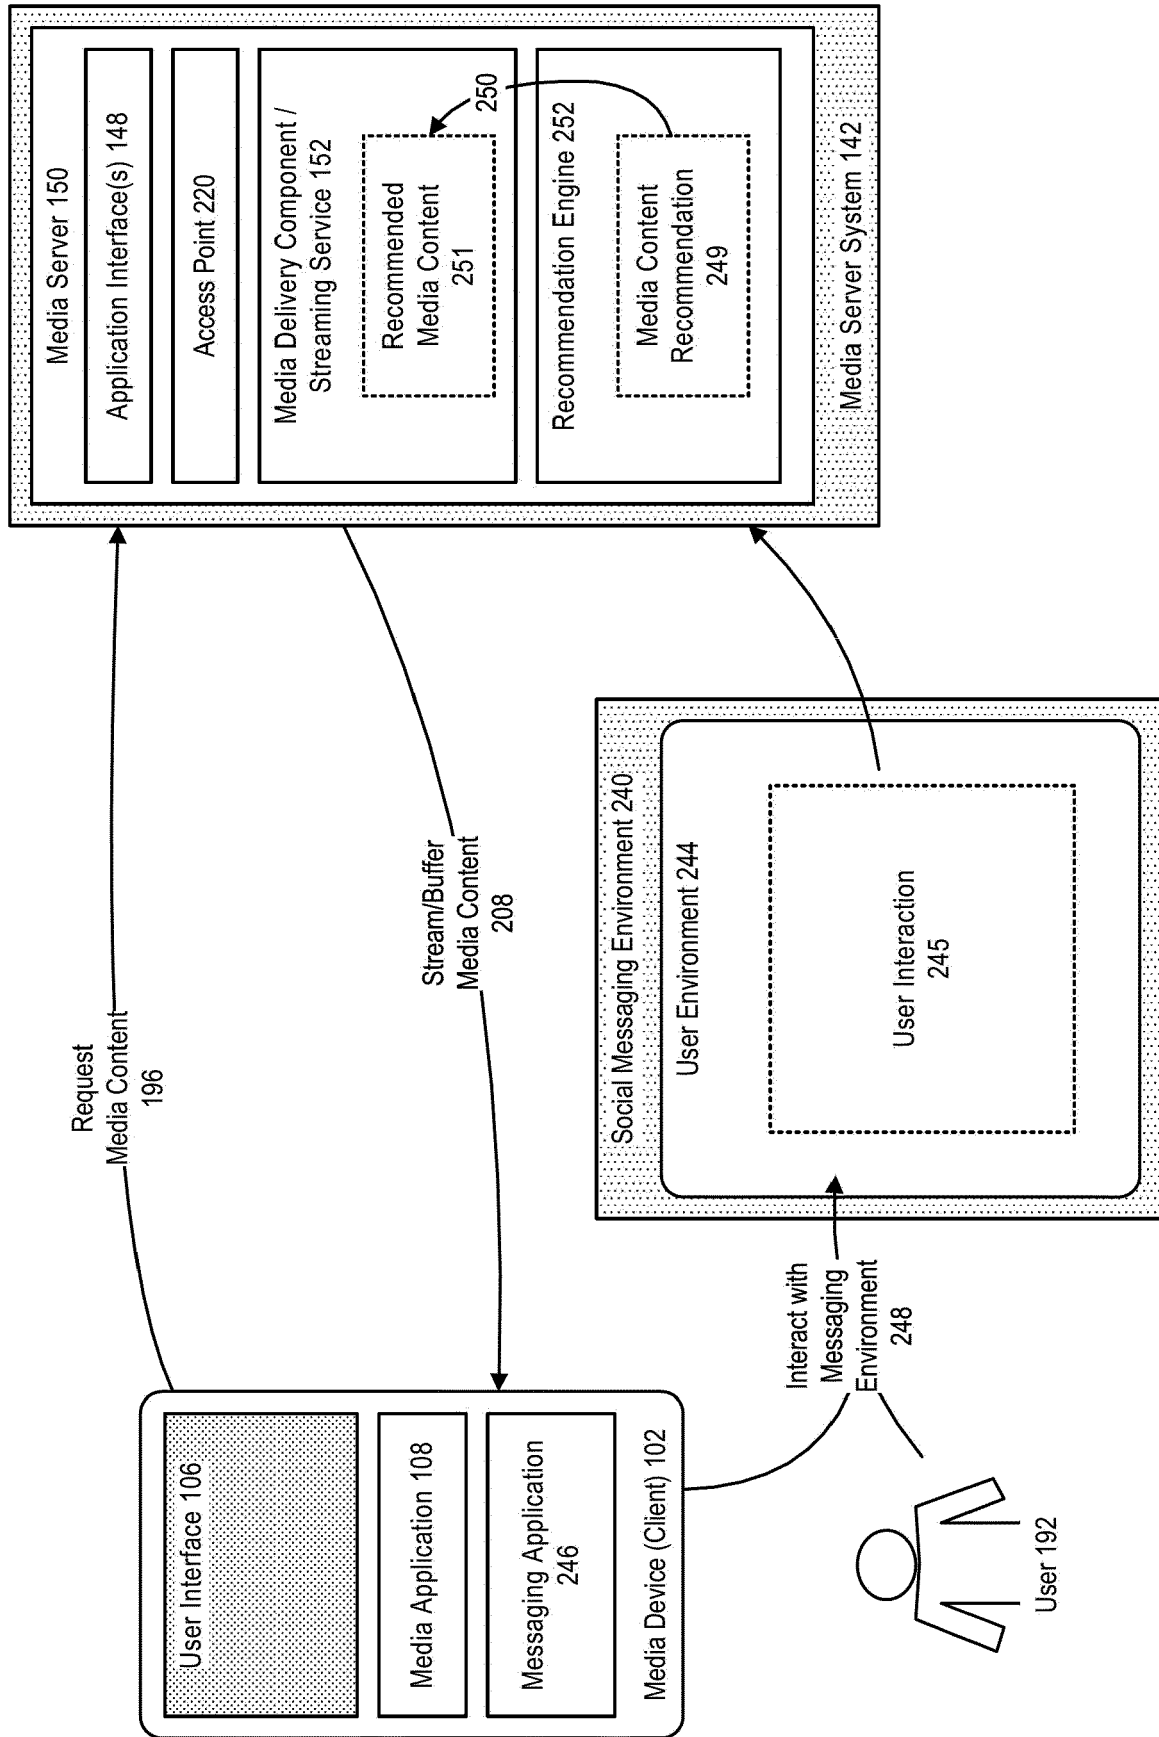 User Interface 106
Media Application 108
Messaging Application
246
Media Device (Client) 102
User 192
Request
Media Content
196
Stream/Buffer
Media Content
208
Interact with
Messaging
Environment
248
Social Messaging Environment 240
User Environment 244
User Interaction
245
Media Server 150
Application Interface(s) 148
Access Point 220
Media Delivery Component /
Streaming Service 152
Recommended
Media Content
251
250
Recommendation Engine 252
Media Content
Recommendation
249
Media Server System 142